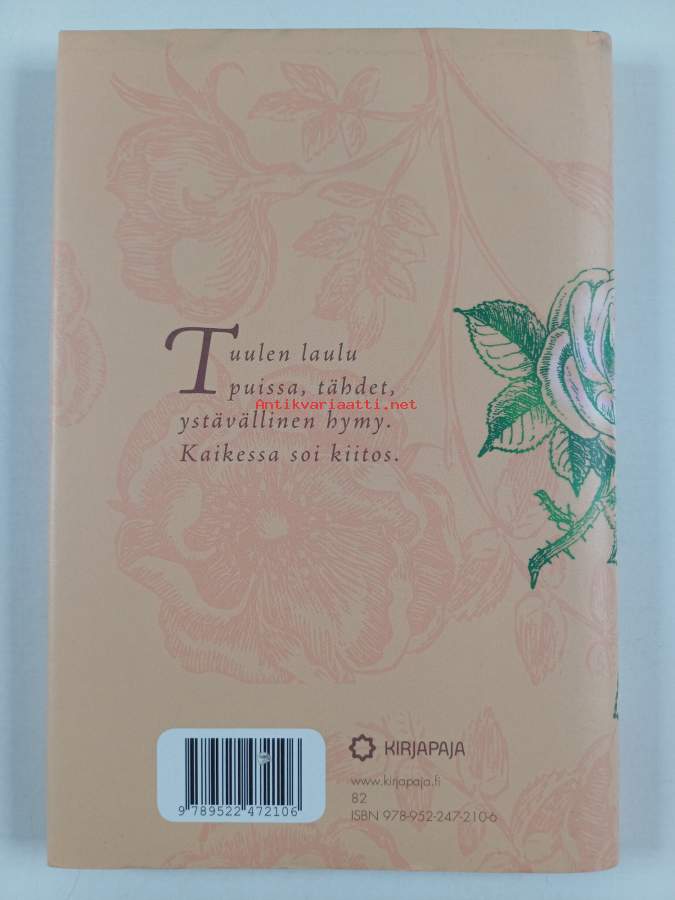 Tuulen laulu
puissa, tähdet,
Antikvariaatti.net
ystävällinen hymy.
Kaikessa soi kiitos.
9 789522 472106
KIRJAPAJA
www.kirjapaja.fi
82
ISBN 978-952-247-210-6